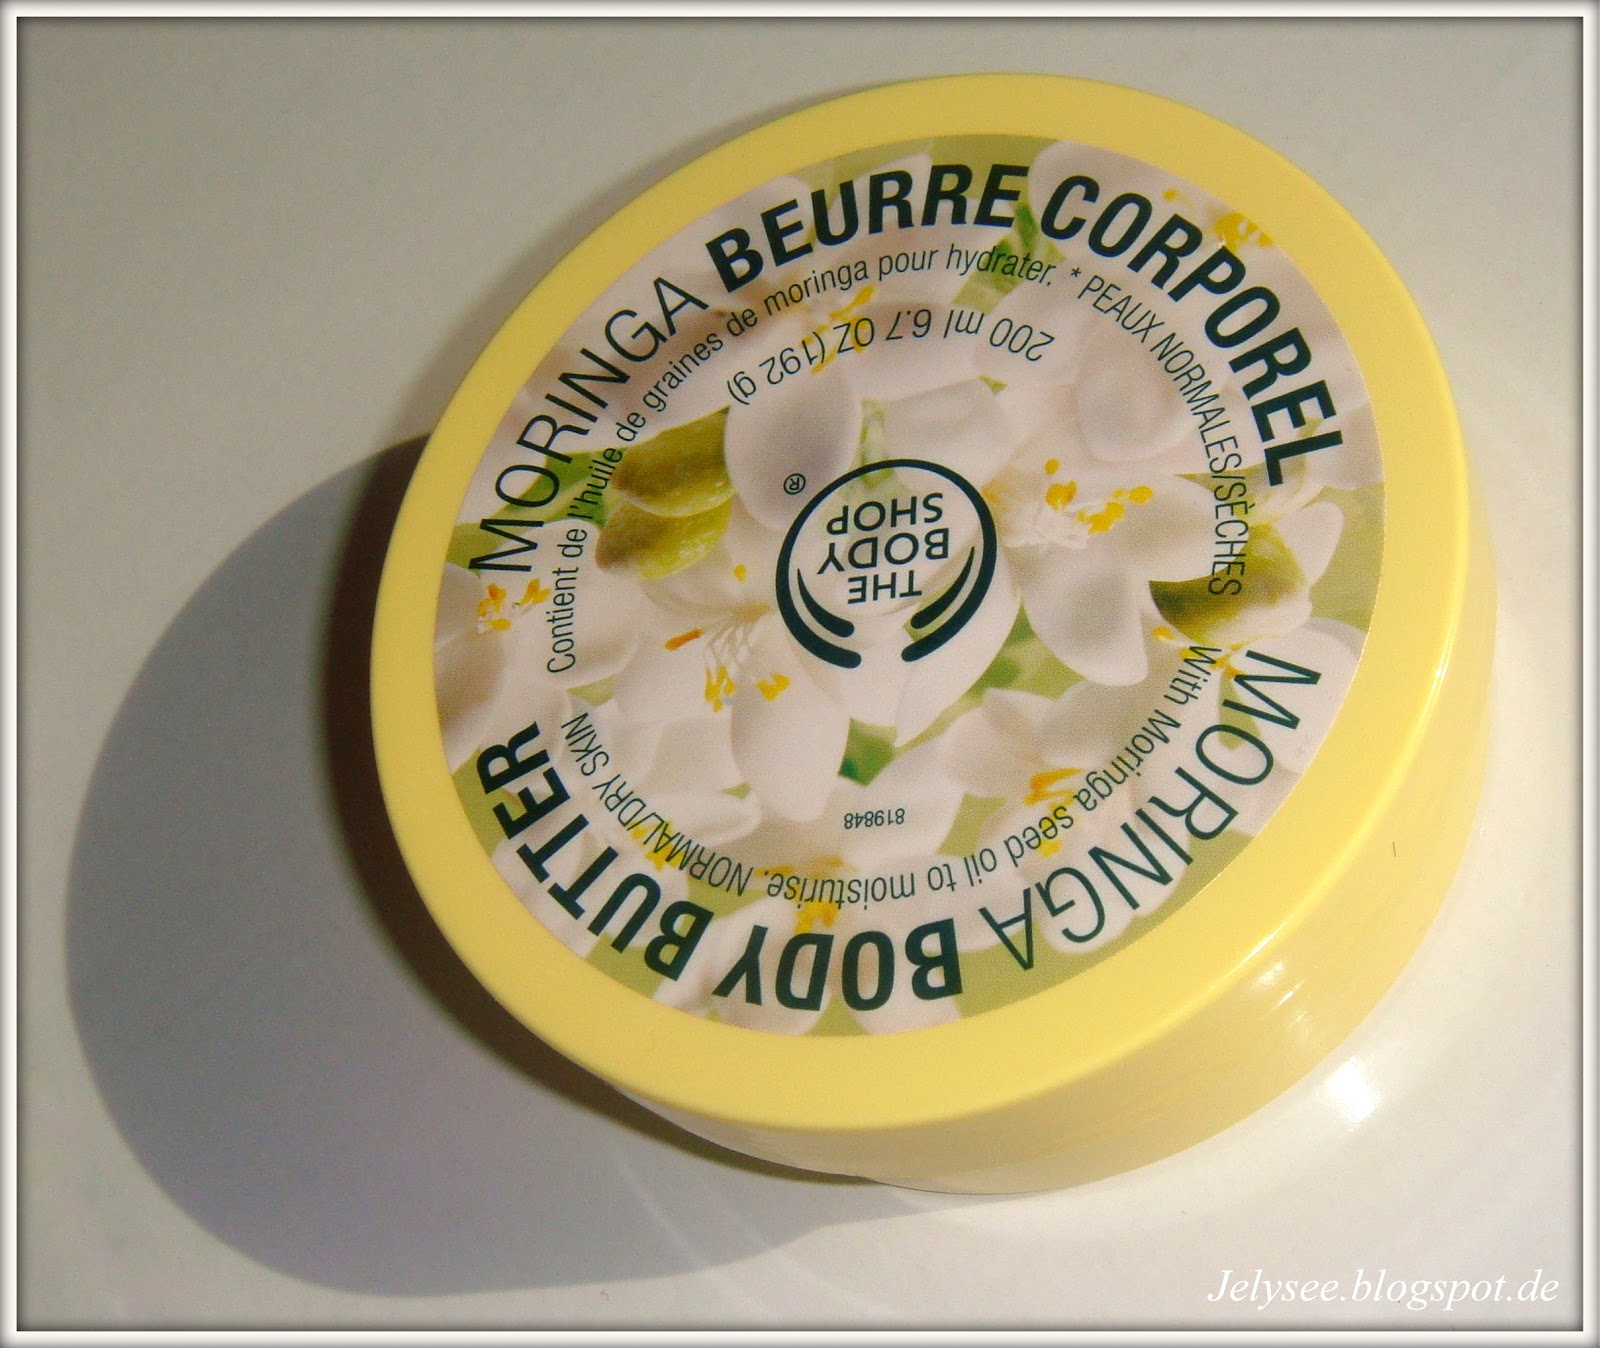 MORINGA BEURRE CORPOREL
Contient de l'huile de graines de moringa pour hydrater. * PEAUX NORMALES/SÈCHES
200 ml 6.7 OZ (192 g)
THE
BODY
SHOP
®
819848
With Moringa seed oil to moisturise. NORMAL/DRY SKIN
MORINGA BODY BUTTER
Jelysee.blogspot.de